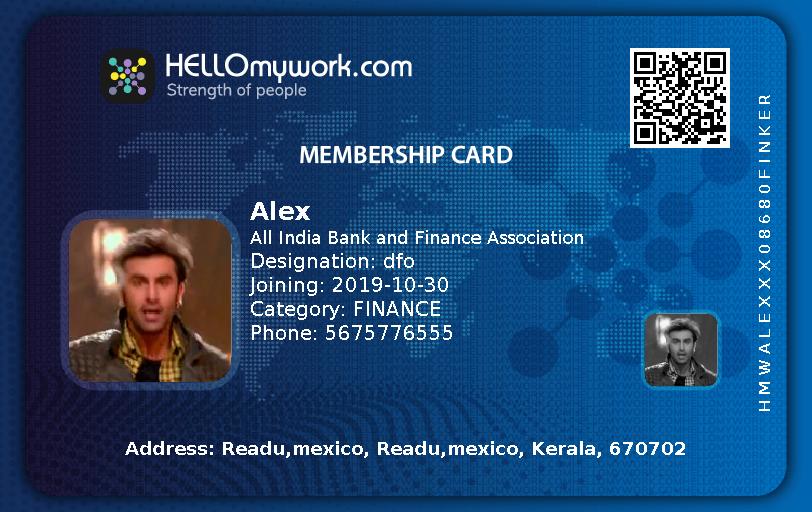 HELLOmywork.com
Strength of people
MEMBERSHIP CARD
Alex
All India Bank and Finance Association
Designation: dfo
Joining: 2019-10-30
Category: FINANCE
Phone: 5675776555
Address: Readu,mexico, Readu,mexico, Kerala, 670702
HMWALEXXXX08680FINKER